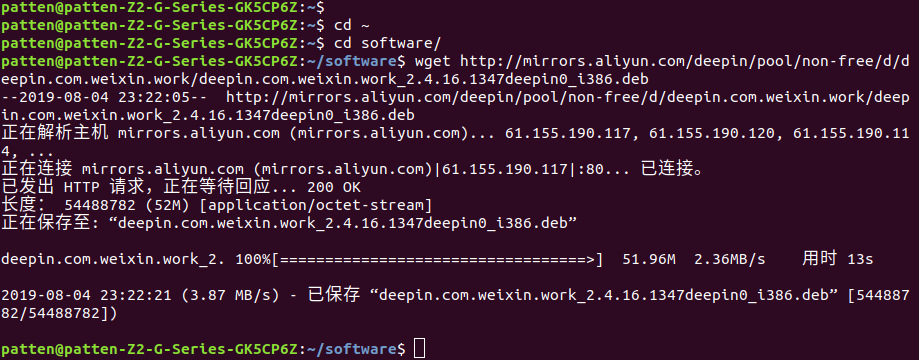 patten@patten-Z2-G-Series-GK5CP6Z:~$
patten@patten-Z2-G-Series-GK5CP6Z:~$ cd ~
patten@patten-Z2-G-Series-GK5CP6Z:~$ cd software/
patten@patten-Z2-G-Series-GK5CP6Z:~/software$ wget http://mirrors.aliyun.com/deepin/pool/non-free/d/d
eepin.com.weixin.work/deepin.com.weixin.work_2.4.16.1347deepin0_i386.deb
--2019-08-04 23:22:05--  http://mirrors.aliyun.com/deepin/pool/non-free/d/deepin.com.weixin.work/deep
in.com.weixin.work_2.4.16.1347deepin0_i386.deb
正在解析主机 mirrors.aliyun.com (mirrors.aliyun.com)... 61.155.190.117, 61.155.190.120, 61.155.190.11
4, ...
正在连接 mirrors.aliyun.com (mirrors.aliyun.com)|61.155.190.117|:80... 已连接。
已发出 HTTP 请求，正在等待回应... 200 OK
长度： 54488782 (52M) [application/octet-stream]
正在保存至: “deepin.com.weixin.work_2.4.16.1347deepin0_i386.deb”
deepin.com.weixin.work_2. 100%[==================================>]  51.96M  2.36MB/s    用时 13s
2019-08-04 23:22:21 (3.87 MB/s) - 已保存 “deepin.com.weixin.work_2.4.16.1347deepin0_i386.deb” [544887
82/54488782])
patten@patten-Z2-G-Series-GK5CP6Z:~/software$